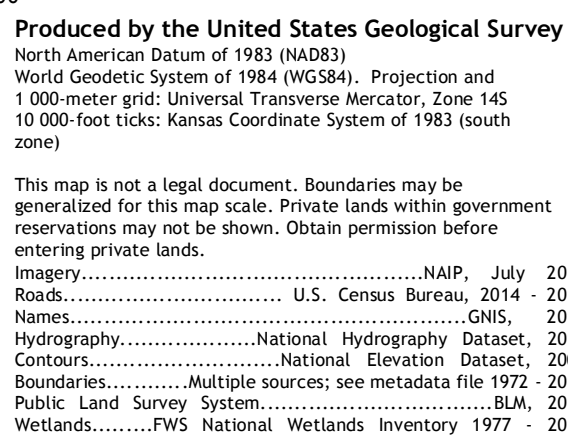 Produced by the United States Geological Survey
North American Datum of 1983 (NAD83)
World Geodetic System of 1984 (WGS84). Projection and
1 000-meter grid: Universal Transverse Mercator, Zone 14S
10 000-foot ticks: Kansas Coordinate System of 1983 (south
zone)
This map is not a legal document. Boundaries may be
generalized for this map scale. Private lands within government
reservations may not be shown. Obtain permission before
entering private lands.
Imagery..................................................NAIP, July 20
Roads................................ U.S. Census Bureau, 2014 - 20
Names.........................................................GNIS, 20
Hydrography....................National Hydrography Dataset, 20
Contours............................National Elevation Dataset, 20
Boundaries............Multiple sources; see metadata file 1972 - 20
Public Land Survey System..................................BLM, 20
Wetlands.........FWS National Wetlands Inventory 1977 - 20